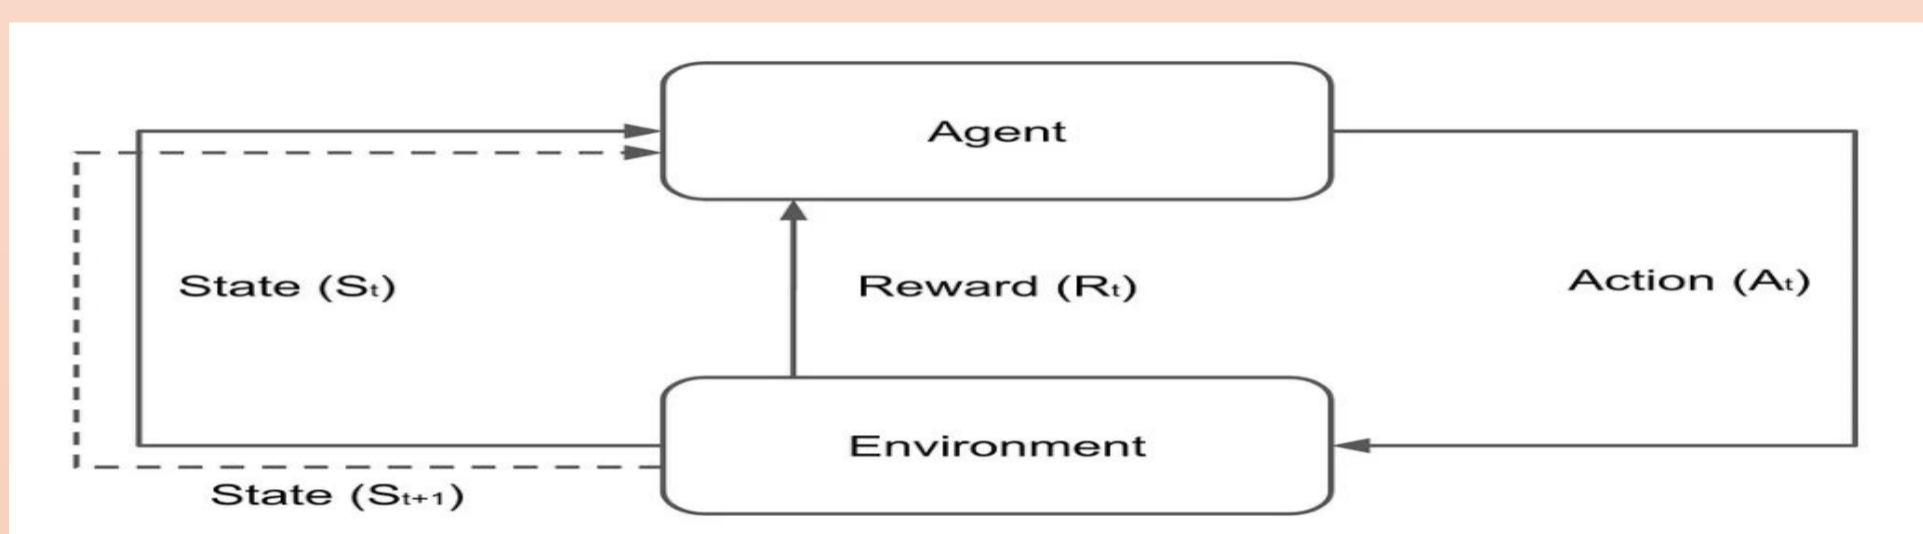 Agent
State (St)
Reward (Rt)
Action (At)
Environment
State (St+1)